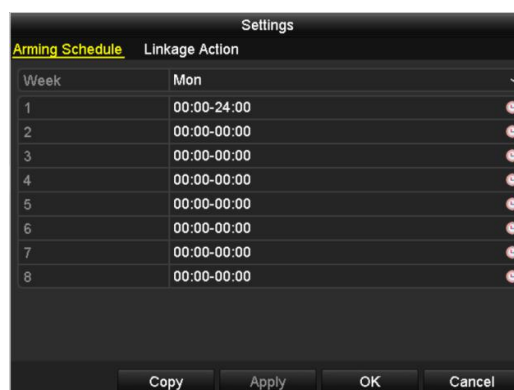 Settings
Arming Schedule Linkage Action
Week Mon
1 00:00-24:00
2 00:00-00:00
3 00:00-00:00
4 00:00-00:00
5 00:00-00:00
6 00:00-00:00
7 00:00-00:00
8 00:00-00:00
Copy Apply OK Cancel